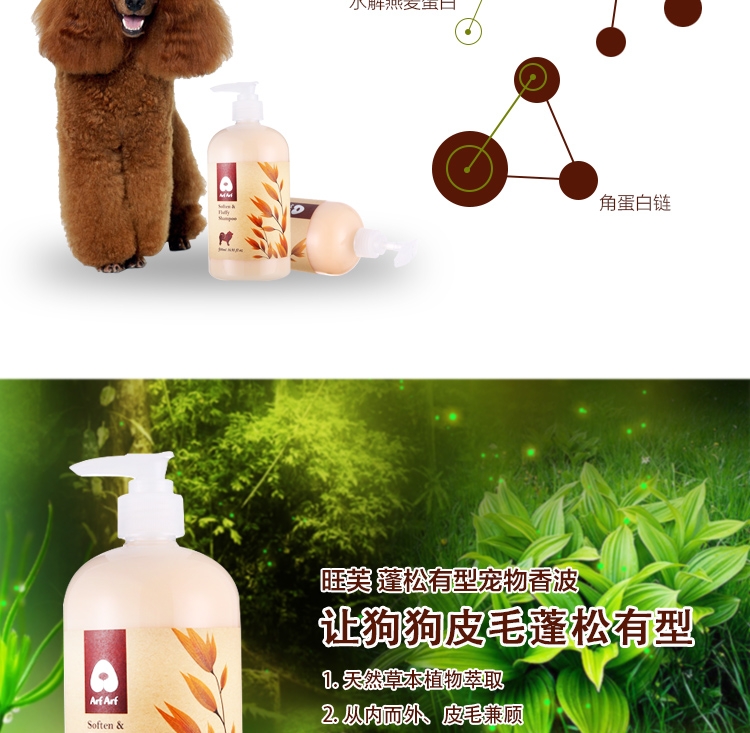 水解燕麦蛋白
角蛋白链
Arf Arf
Soften &
Fluffy
Shampoo
旺芙 蓬松有型宠物香波
让狗狗皮毛蓬松有型
1. 天然草本植物萃取
2. 从内而外、皮毛兼顾
Arf Arf
Soften &